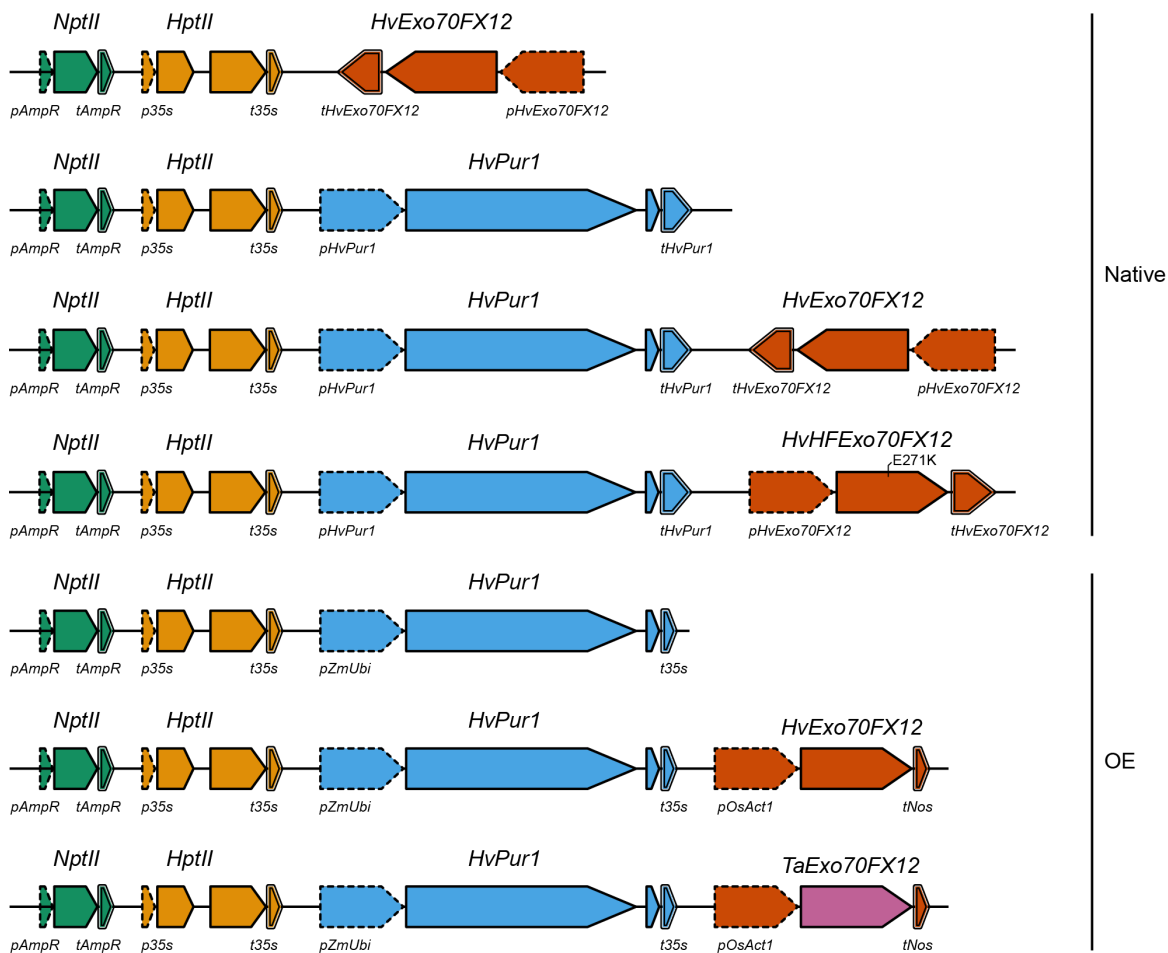 NptII HptII HvExo70FX12
pAmpR tAmpR p35s t35s tHvExo70FX12 pHvExo70FX12
NptII HptII HvPur1
pAmpR tAmpR p35s t35s pHvPur1 tHvPur1
Native
NptII HptII HvPur1 HvExo70FX12
pAmpR tAmpR p35s t35s pHvPur1 tHvPur1 tHvExo70FX12 pHvExo70FX12
NptII HptII HvPur1 HvHFExo70FX12
E271K
pAmpR tAmpR p35s t35s pHvPur1 tHvPur1 pHvExo70FX12 tHvExo70FX12
NptII HptII HvPur1
pAmpR tAmpR p35s t35s pZmUbi t35s
NptII HptII HvPur1 HvExo70FX12
OE
pAmpR tAmpR p35s t35s pZmUbi t35s pOsAct1 tNos
NptII HptII HvPur1 TaExo70FX12
pAmpR tAmpR p35s t35s pZmUbi t35s pOsAct1 tNos